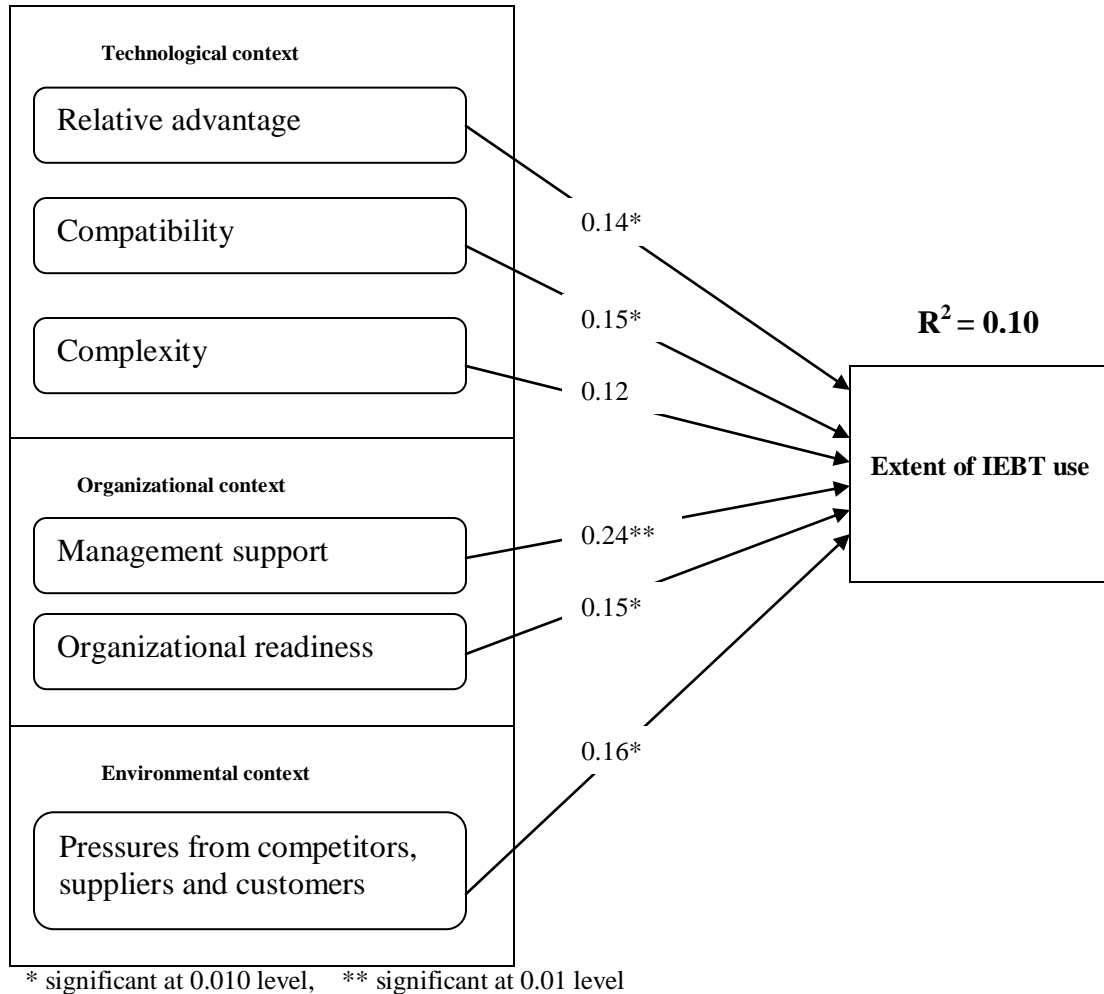 Technological context
Relative advantage
0.14*
Compatibility
0.15*
R² = 0.10
Complexity
0.12
Extent of IEBT use
Organizational context
Management support
0.24**
Organizational readiness
0.15*
0.16*
Environmental context
Pressures from competitors,
suppliers and customers
* significant at 0.010 level, ** significant at 0.01 level